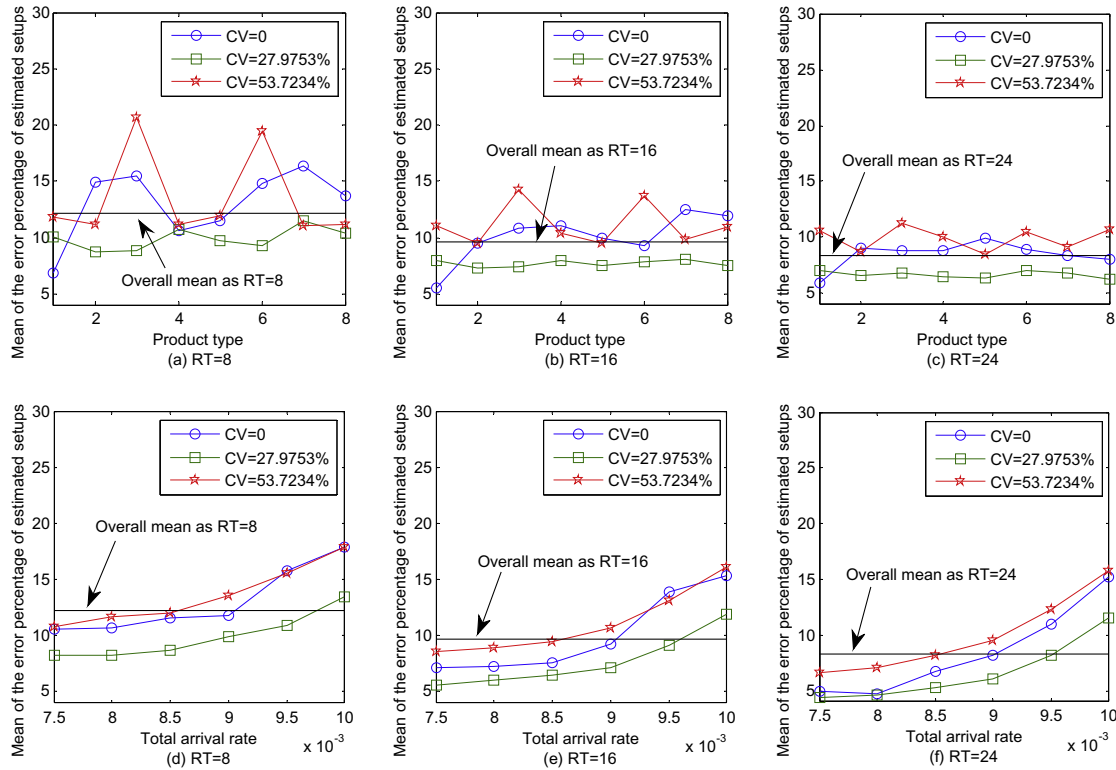 Mean of the error percentage of estimated setups
30
25
20
15
10
5
CV=0
CV=27.9753%
CV=53.7234%
Overall mean as RT=8
2
4
6
8
Product type
(a) RT=8
Mean of the error percentage of estimated setups
30
25
20
15
10
5
CV=0
CV=27.9753%
CV=53.7234%
Overall mean as RT=16
2
4
6
8
Product type
(b) RT=16
Mean of the error percentage of estimated setups
30
25
20
15
10
5
CV=0
CV=27.9753%
CV=53.7234%
Overall mean as RT=24
2
4
6
8
Product type
(c) RT=24
Mean of the error percentage of estimated setups
30
25
20
15
10
5
CV=0
CV=27.9753%
CV=53.7234%
Overall mean as RT=8
7.5
8
8.5
9
9.5
10
Total arrival rate
x 10-3
(d) RT=8
Mean of the error percentage of estimated setups
30
25
20
15
10
5
CV=0
CV=27.9753%
CV=53.7234%
Overall mean as RT=16
7.5
8
8.5
9
9.5
10
Total arrival rate
x 10-3
(e) RT=16
Mean of the error percentage of estimated setups
30
25
20
15
10
5
CV=0
CV=27.9753%
CV=53.7234%
Overall mean as RT=24
7.5
8
8.5
9
9.5
10
Total arrival rate
x 10-3
(f) RT=24